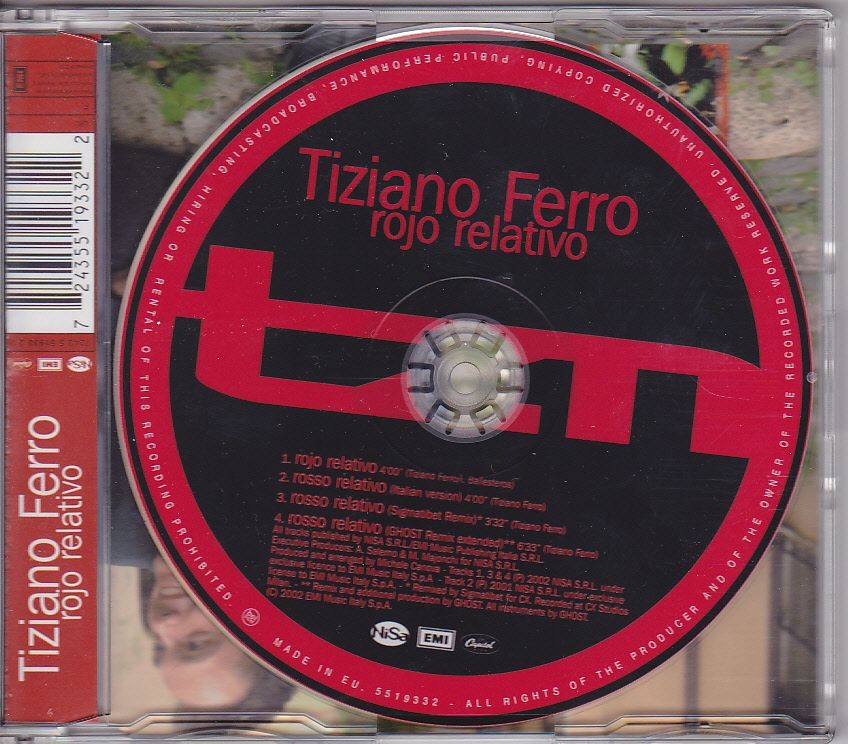 Tiziano Ferro
rojo relativo
1. rojo relativo 4'00" (Tiziano Ferro/I. Ballesteros)
2. rosso relativo (Italian version) 4'00" (Tiziano Ferro)
3. rosso relativo (Sigmatibet Remix)* 3'32" (Tiziano Ferro)
4. rosso relativo (GHOST Remix extended)** 6'33" (Tiziano Ferro)
All tracks published by NISA S.R.L./EMI Music Publishing Italia S.R.L.
Executive Producers: A. Salerno & M. Maionchi for NISA S.R.L.
Produced and arranged by Michele Canova - Tracks 1, 3 & 4 (P) 2002 NISA S.R.L. under
exclusive licence to EMI Music Italy S.p.A - Track 2 (P) 2001 NISA S.R.L. under exclusive
licence to EMI Music Italy S.p.A. * Remixed by Sigmatibet for CX. Recorded at CX Studios
Milan. - ** Remix and additional production by GHOST. All instruments by GHOST.
(C) 2002 EMI Music Italy S.p.A.
NiSa EMI Capitol
MADE IN EU. 5519332 - ALL RIGHTS OF THE PRODUCER AND OF THE OWNER OF THE RECORDED WORK RESERVED. UNAUTHORIZED COPYING, PUBLIC PERFORMANCE, BROADCASTING, HIRING OR RENTAL OF THIS RECORDING PROHIBITED.
Tiziano Ferro
rojo relativo
EMI NiSa
7 24355 19332 2
EMI